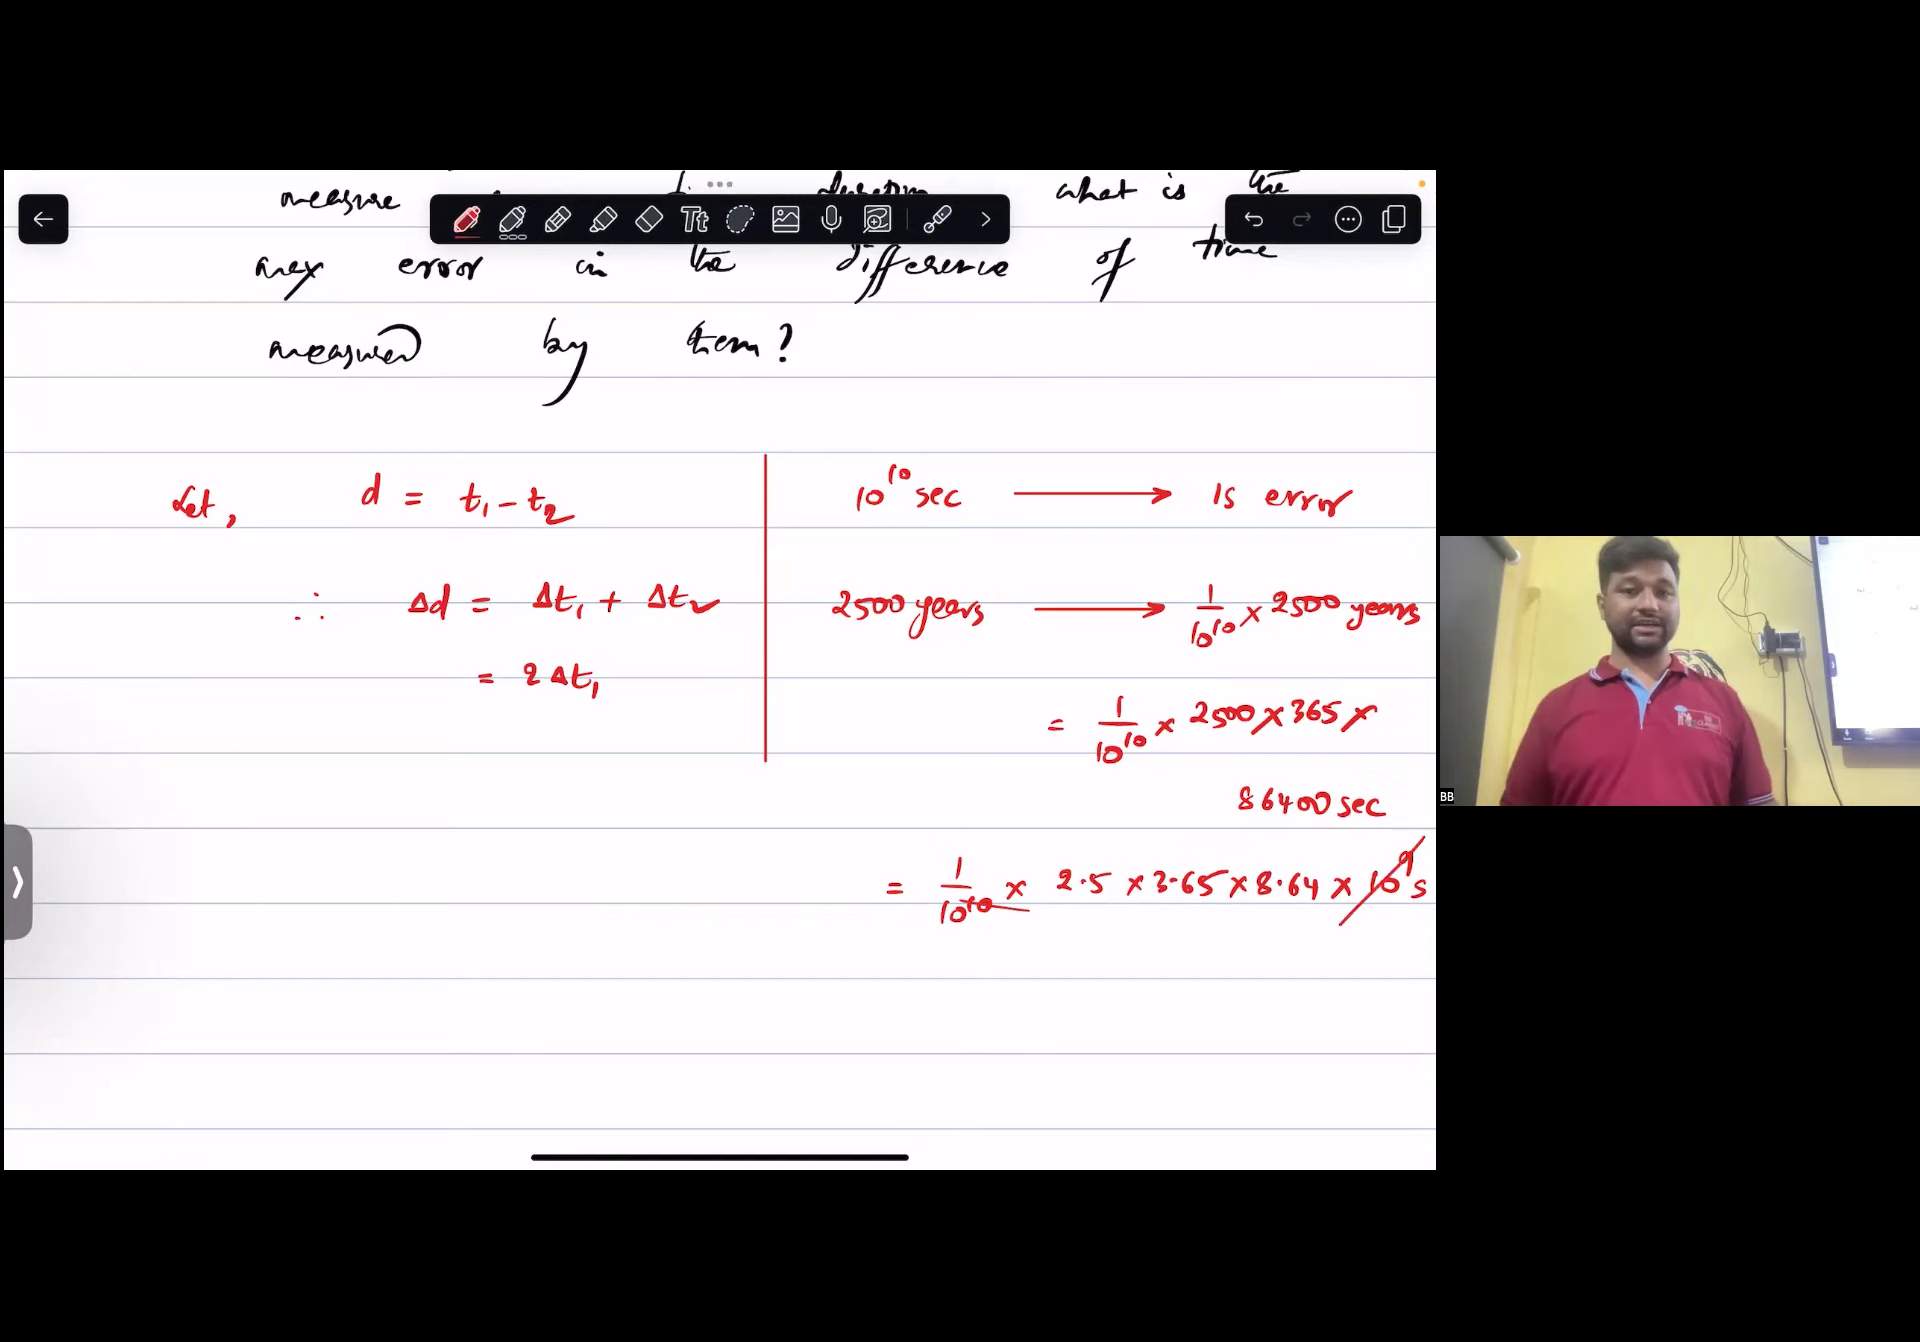 measure what is the
max error in the difference of time
measured by them?
Let, d = t₁ - t₂
∴ Δd = Δt₁ + Δt₂
= 2Δt₁
10¹⁰ sec → 1s error
2500 years → 1/10¹⁰ × 2500 years
= 1/10¹⁰ × 2500 × 365 ×
86400 sec
= 1/10¹⁰ × 2.5 × 3.65 × 8.64 × 10⁹ s
Tt
BB